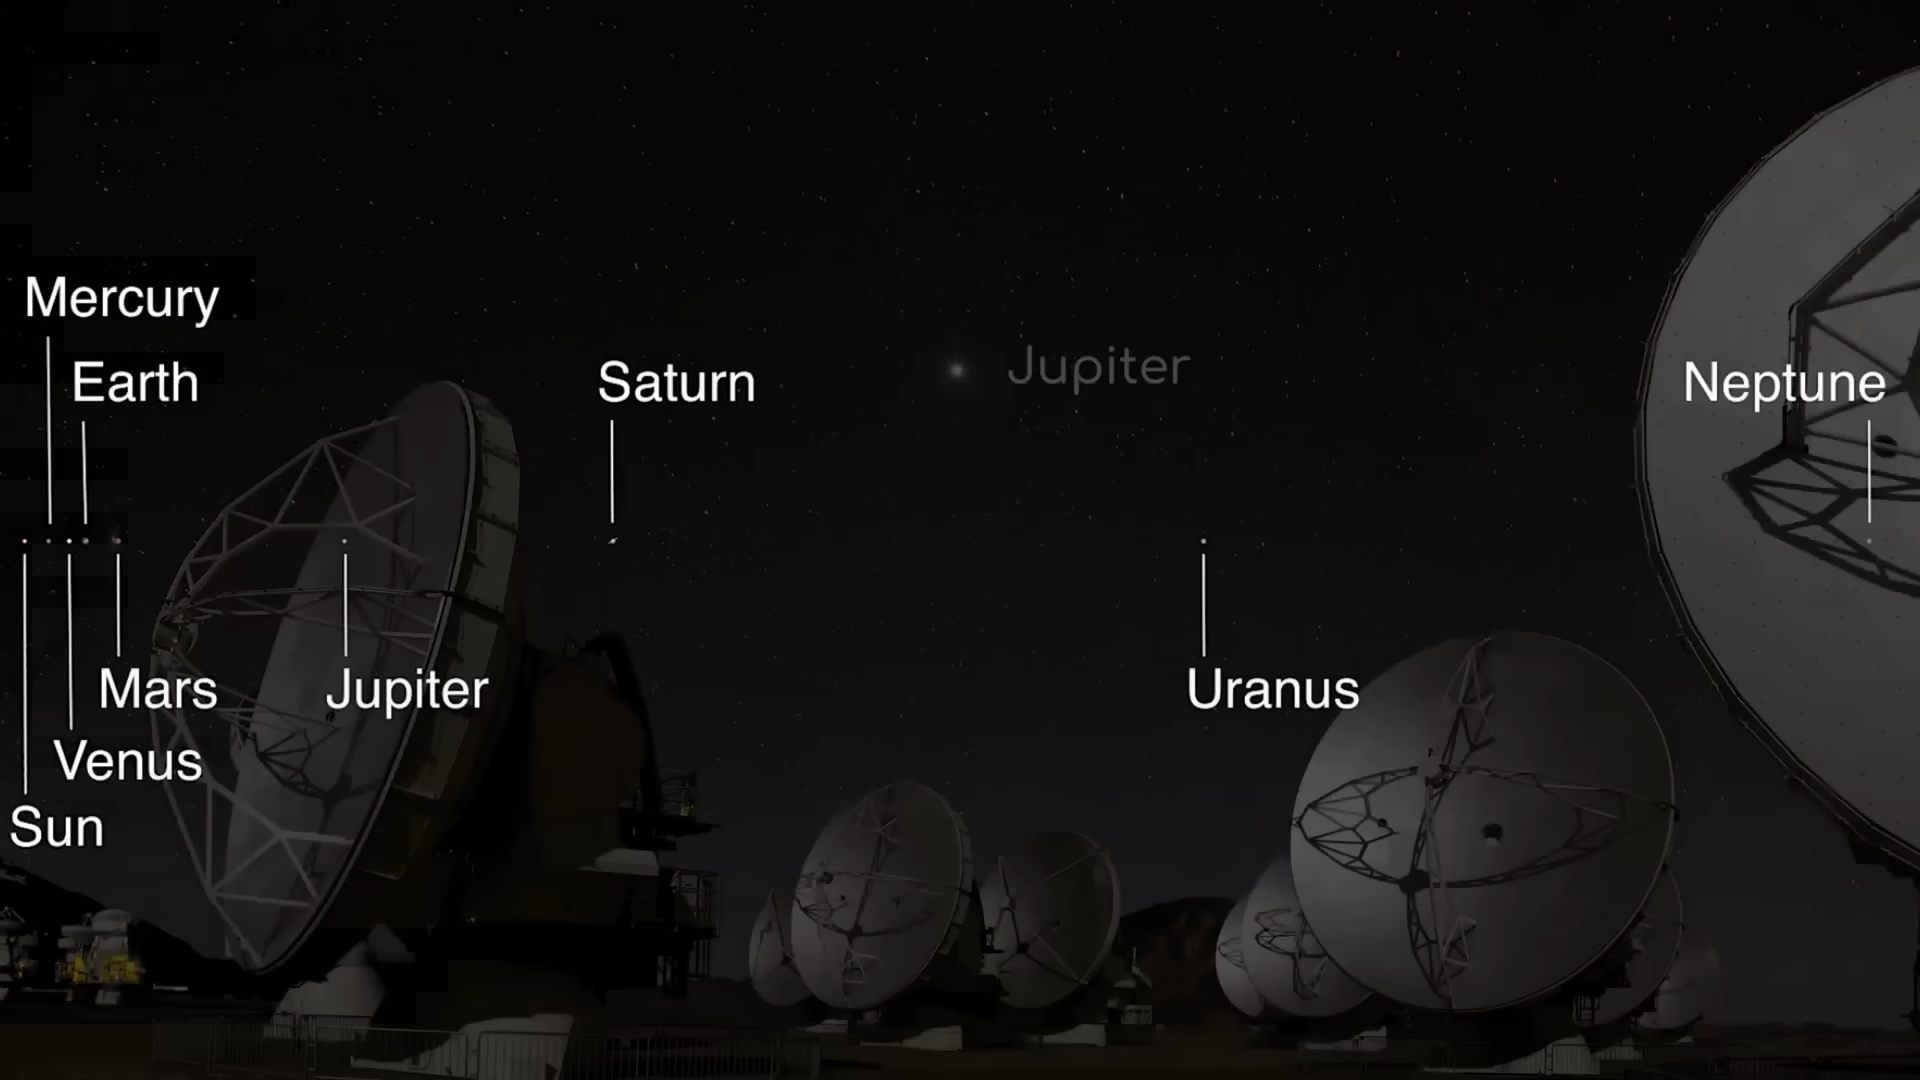 Mercury
Earth
Saturn
Jupiter
Neptune
Mars
Jupiter
Uranus
Venus
Sun